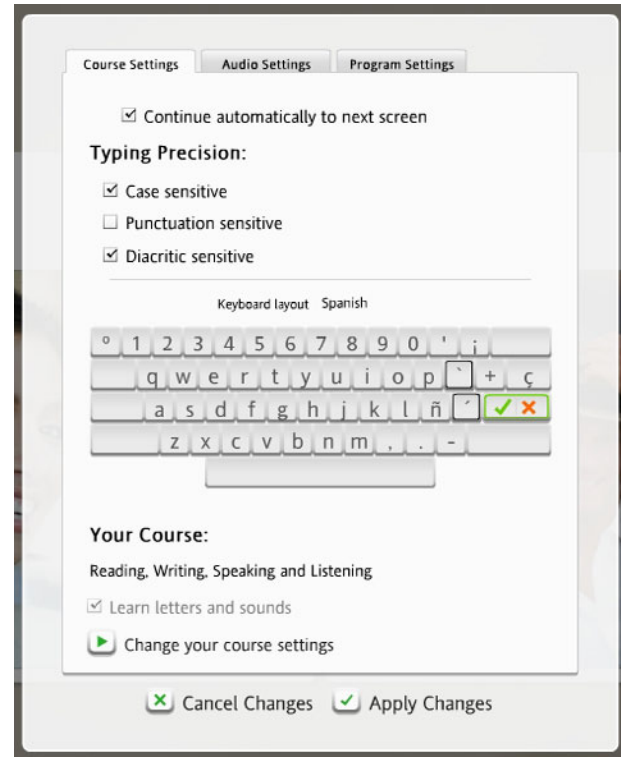 Course Settings Audio Settings Program Settings
Continue automatically to next screen
Typing Precision:
Case sensitive
Punctuation sensitive
Diacritic sensitive
Keyboard layout Spanish
º 1 2 3 4 5 6 7 8 9 0 ' ¡
q w e r t y u i o p ` + ç
a s d f g h j k l ñ ´
z x c v b n m , . -
Your Course:
Reading, Writing, Speaking and Listening
Learn letters and sounds
Change your course settings
Cancel Changes Apply Changes